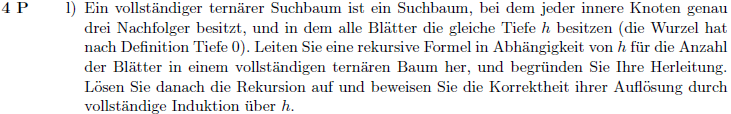 4 P l) Ein vollständiger ternärer Suchbaum ist ein Suchbaum, bei dem jeder innere Knoten genau
drei Nachfolger besitzt, und in dem alle Blätter die gleiche Tiefe h besitzen (die Wurzel hat
nach Definition Tiefe 0). Leiten Sie eine rekursive Formel in Abhängigkeit von h für die Anzahl
der Blätter in einem vollständigen ternären Baum her, und begründen Sie Ihre Herleitung.
Lösen Sie danach die Rekursion auf und beweisen Sie die Korrektheit ihrer Auflösung durch
vollständige Induktion über h.